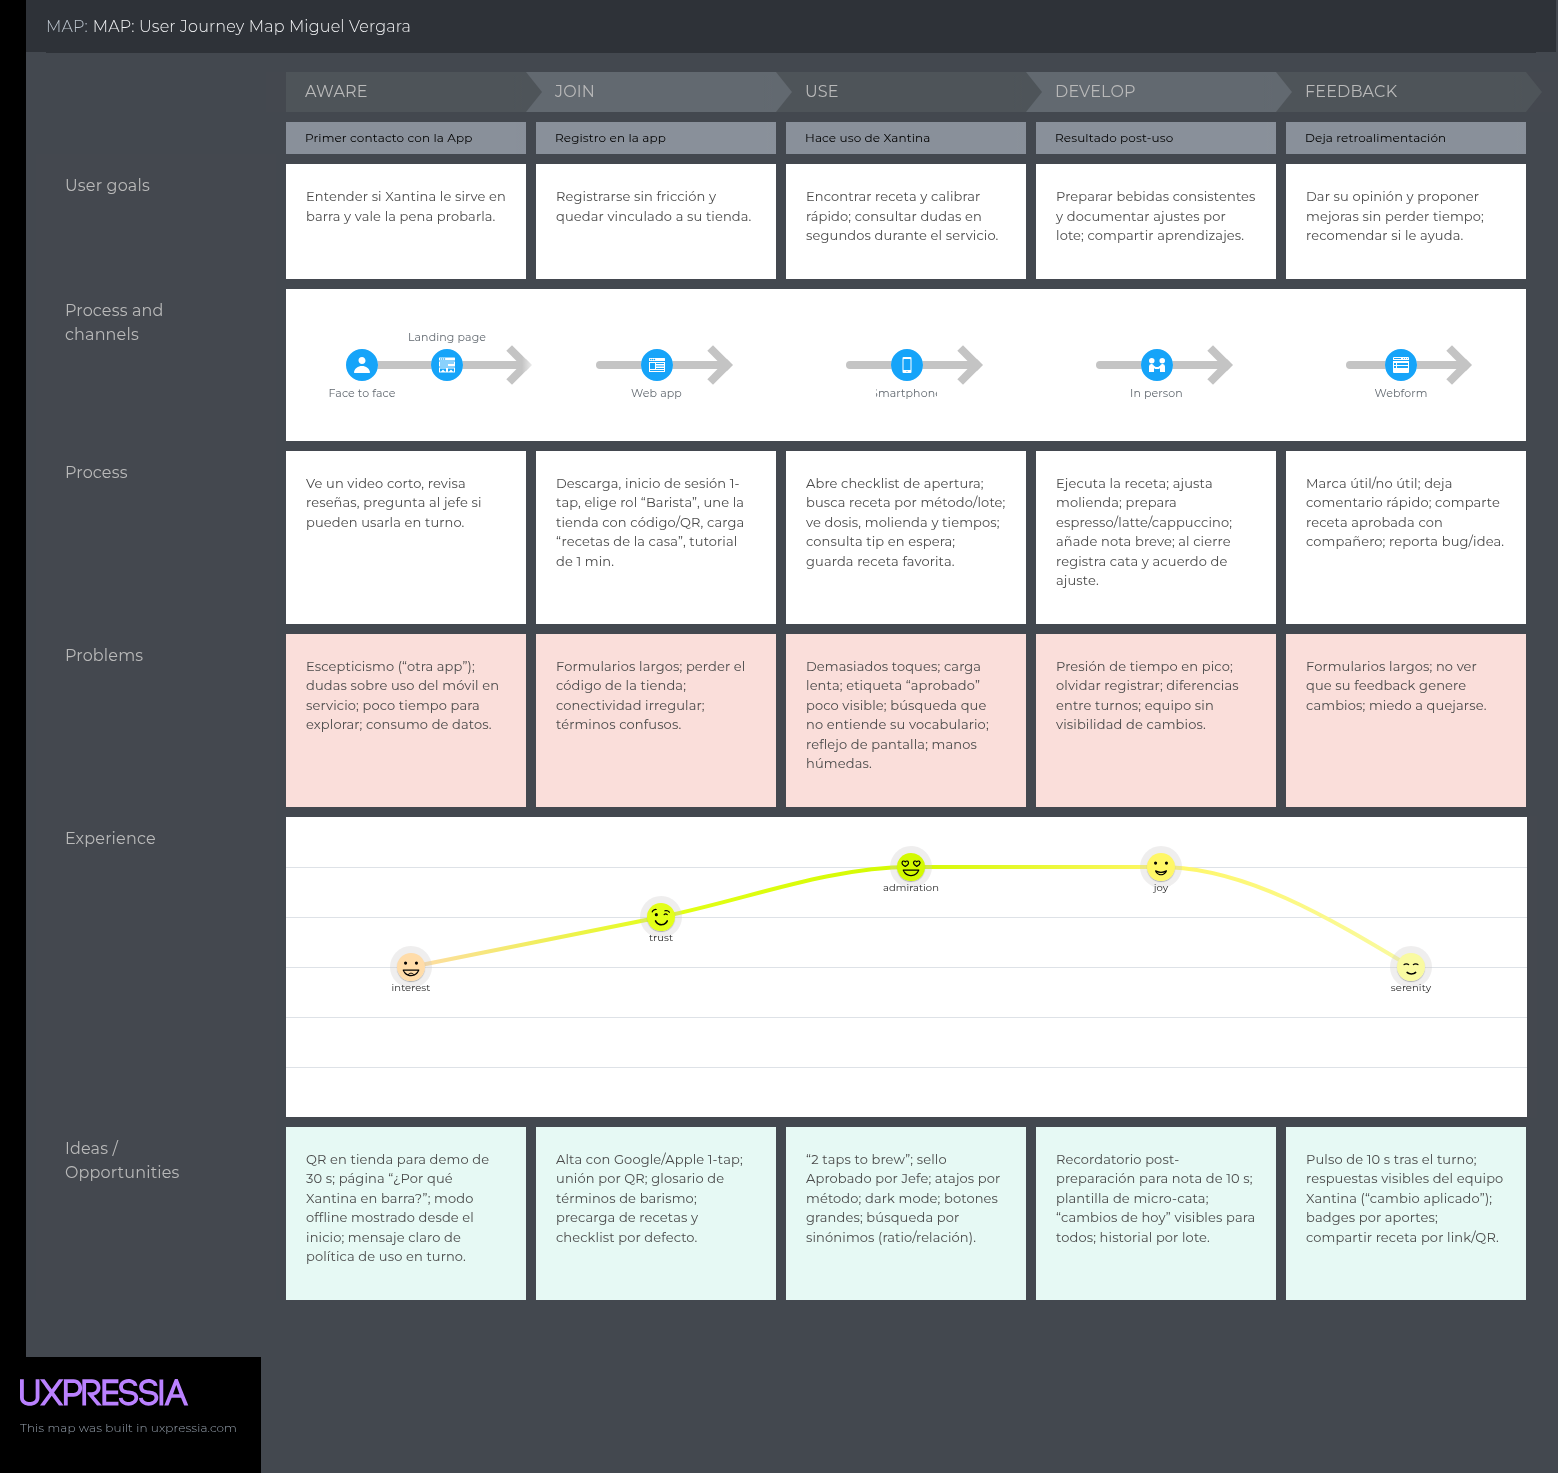 MAP: MAP: User Journey Map Miguel Vergara
AWARE
JOIN
USE
DEVELOP
FEEDBACK
Primer contacto con la App
Registro en la app
Hace uso de Xantina
Resultado post-uso
Deja retroalimentación
User goals
Entender si Xantina le sirve en
barra y vale la pena probarla.
Registrarse sin fricción y
quedar vinculado a su tienda.
Encontrar receta y calibrar
rápido; consultar dudas en
segundos durante el servicio.
Preparar bebidas consistentes
y documentar ajustes por
lote; compartir aprendizajes.
Dar su opinión y proponer
mejoras sin perder tiempo;
recomendar si le ayuda.
Process and
channels
Landing page
Face to face
Web app
Smartphone
In person
Webform
Process
Ve un video corto, revisa
reseñas, pregunta al jefe si
pueden usarla en turno.
Descarga, inicio de sesión 1-
tap, elige rol “Barista”, une la
tienda con código/QR, carga
“recetas de la casa”, tutorial
de 1 min.
Abre checklist de apertura;
busca receta por método/lote;
ve dosis, molienda y tiempos;
consulta tip en espera;
guarda receta favorita.
Ejecuta la receta; ajusta
molienda; prepara
espresso/latte/cappuccino;
añade nota breve; al cierre
registra cata y acuerdo de
ajuste.
Marca útil/no útil; deja
comentario rápido; comparte
receta aprobada con
compañero; reporta bug/idea.
Problems
Escepticismo (“otra app”);
dudas sobre uso del móvil en
servicio; poco tiempo para
explorar; consumo de datos.
Formularios largos; perder el
código de la tienda;
conectividad irregular;
términos confusos.
Demasiados toques; carga
lenta; etiqueta “aprobado”
poco visible; búsqueda que
no entiende su vocabulario;
reflejo de pantalla; manos
húmedas.
Presión de tiempo en pico;
olvidar registrar; diferencias
entre turnos; equipo sin
visibilidad de cambios.
Formularios largos; no ver
que su feedback genere
cambios; miedo a quejarse.
Experience
interest
trust
admiration
joy
serenity
Ideas /
Opportunities
QR en tienda para demo de
30 s; página “¿Por qué
Xantina en barra?”; modo
offline mostrado desde el
inicio; mensaje claro de
política de uso en turno.
Alta con Google/Apple 1-tap;
unión por QR; glosario de
términos de barismo;
precarga de recetas y
checklist por defecto.
“2 taps to brew”; sello
Aprobado por Jefe; atajos por
método; dark mode; botones
grandes; búsqueda por
sinónimos (ratio/relación).
Recordatorio post-
preparación para nota de 10 s;
plantilla de micro-cata;
“cambios de hoy” visibles para
todos; historial por lote.
Pulso de 10 s tras el turno;
respuestas visibles del equipo
Xantina (“cambio aplicado”);
badges por aportes;
compartir receta por link/QR.
UXPRESSIA
This map was built in uxpressia.com